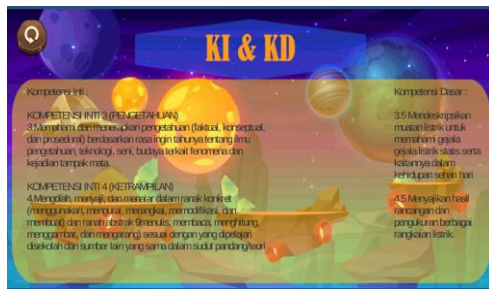 KI & KD
Kompetensi Inti :
KOMPETENSI INTI 3 (PENGETAHUAN)
3.Memahami dan menerapkan pengetahuan (faktual, konseptual,
dan prosedural) berdasarkan rasa ingin tahunya tentang ilmu
pengetahuan, teknologi, seni, budaya terkait fenomena dan
kejadian tampak mata.
KOMPETENSI INTI 4 (KETRAMPILAN)
4.Mengolah, menyaji, dan menalar dalam ranak konkret
(menggunakan, mengurai, merangkai, memodifikasi, dan
membuat) dan ranah abstrak 9menulis, membaca, menghitung,
menggambar, dan mengarang) sesuai dengan yang dipelajari
disekolah dan sumber lain yang sama dalam sudut pandang/teori
Kompetensi Dasar :
3.5 Mendeskripsikan
muatan listrik untuk
memahami gejala
gejala listrik statis serta
kaitannya dalam
kehidupan sehari hari
4.5 Menyajikan hasil
rancangan dan
pengukuran berbagai
rangkaian listrik.